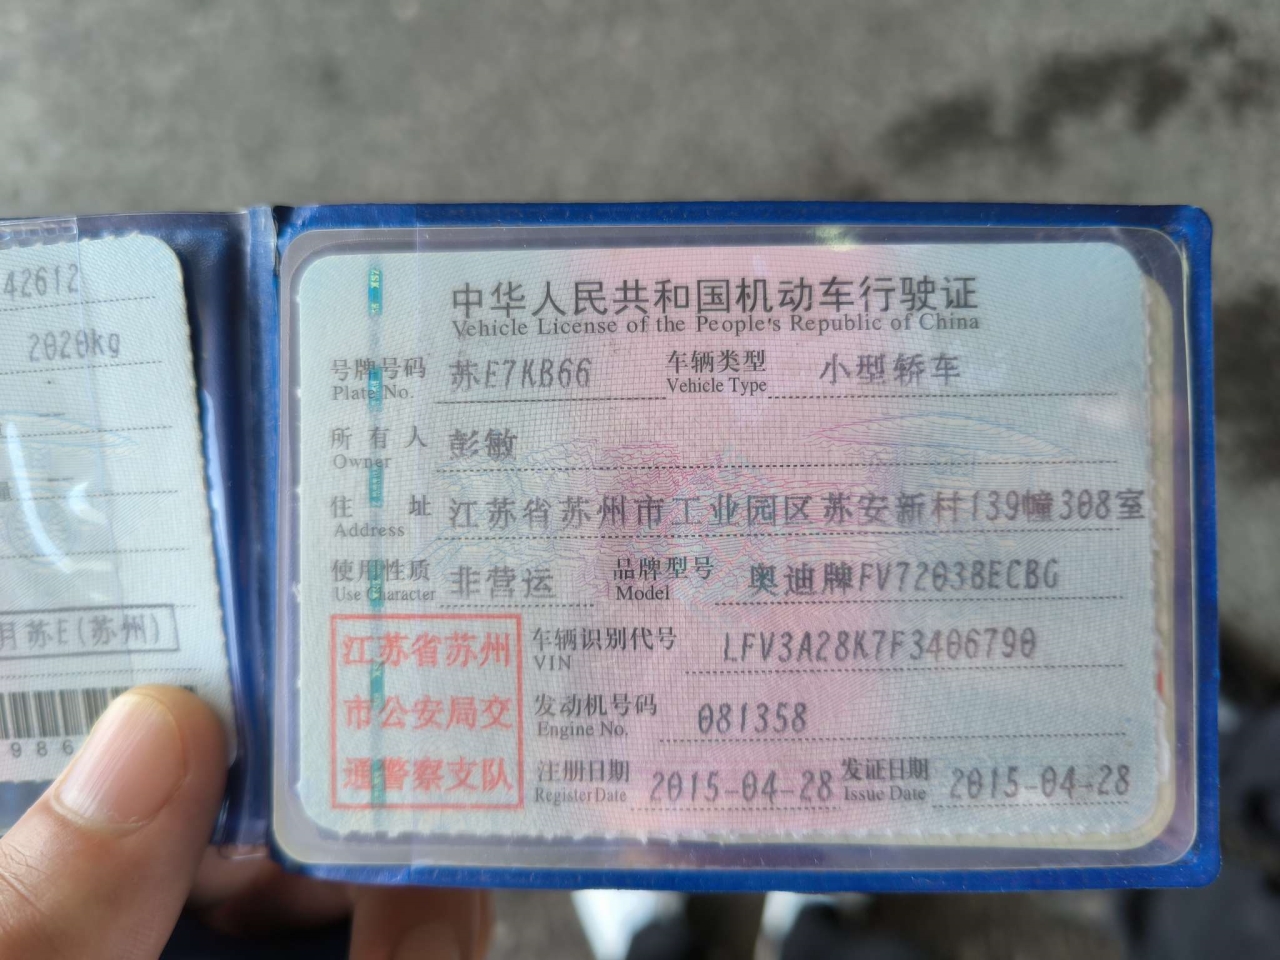 42612
2020kg
月苏E(苏州)
986
中华人民共和国机动车行驶证
Vehicle License of the People's Republic of China
号牌号码 苏E7KB66 车辆类型 小型轿车
Plate No. Vehicle Type
所有人 彭敏
Owner
住址 江苏省苏州市工业园区苏安新村139幢308室
Address
使用性质 非营运 品牌型号 奥迪牌FV7203BECBG
Use Character Model
江苏省苏州
市公安局交
通警察支队
车辆识别代号 LFV3A28K7F3406790
VIN
发动机号码 081358
Engine No.
注册日期 2015-04-28 发证日期 2015-04-28
Register Date Issue Date